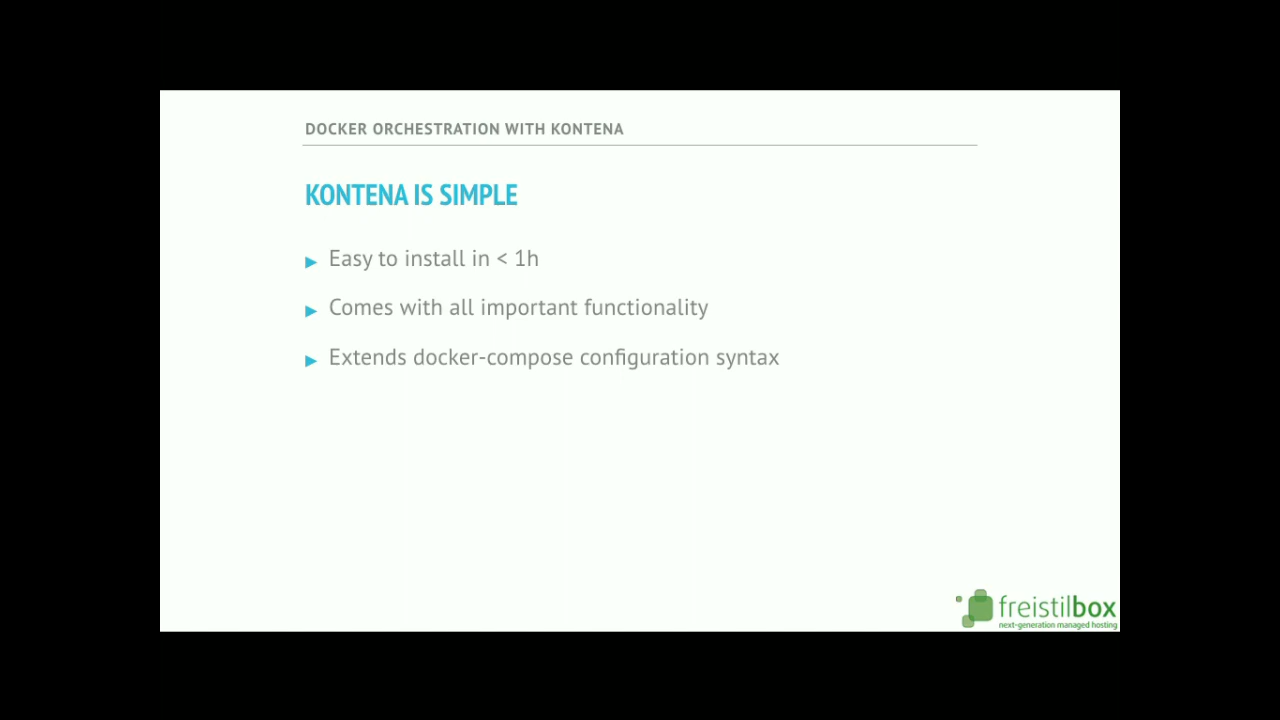 DOCKER ORCHESTRATION WITH KONTENA
KONTENA IS SIMPLE
▶ Easy to install in < 1h
▶ Comes with all important functionality
▶ Extends docker-compose configuration syntax
freistilbox
next-generation managed hosting